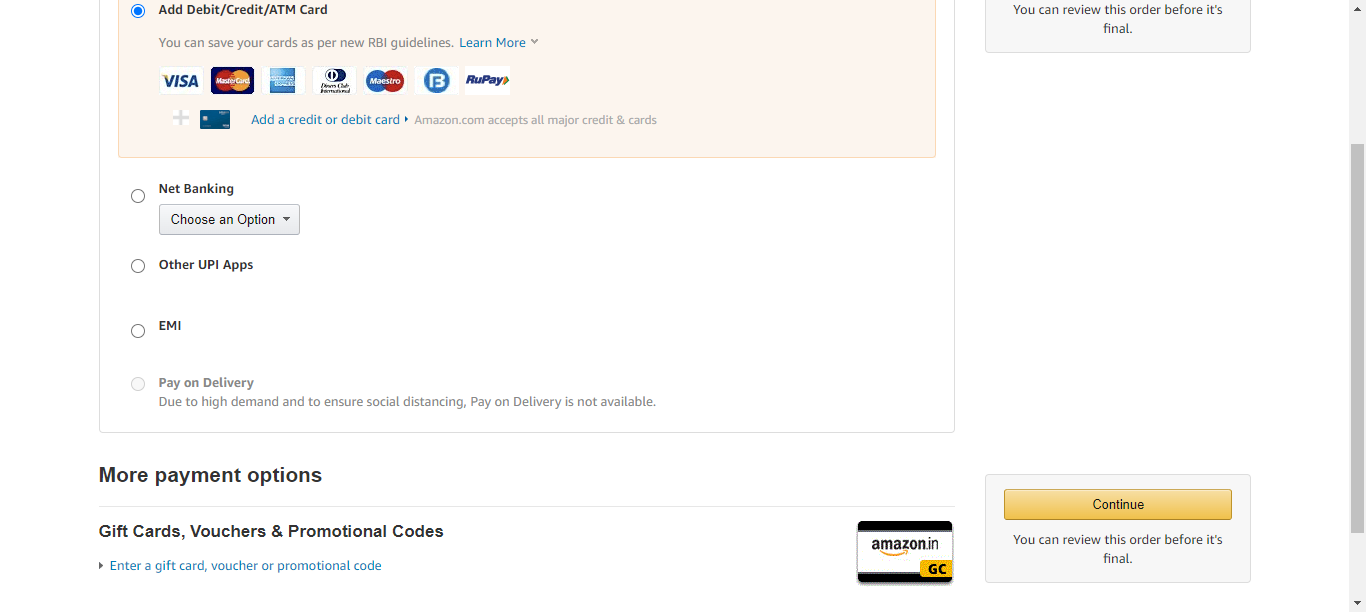 Add Debit/Credit/ATM Card
You can save your cards as per new RBI guidelines. Learn More
VISA MasterCard AMERICAN EXPRESS Diners Club International Maestro B RuPay
Add a credit or debit card Amazon.com accepts all major credit & cards
Net Banking
Choose an Option
Other UPI Apps
EMI
Pay on Delivery
Due to high demand and to ensure social distancing, Pay on Delivery is not available.
More payment options
Gift Cards, Vouchers & Promotional Codes
Enter a gift card, voucher or promotional code
amazon.in
GC
You can review this order before it's
final.
Continue
You can review this order before it's
final.